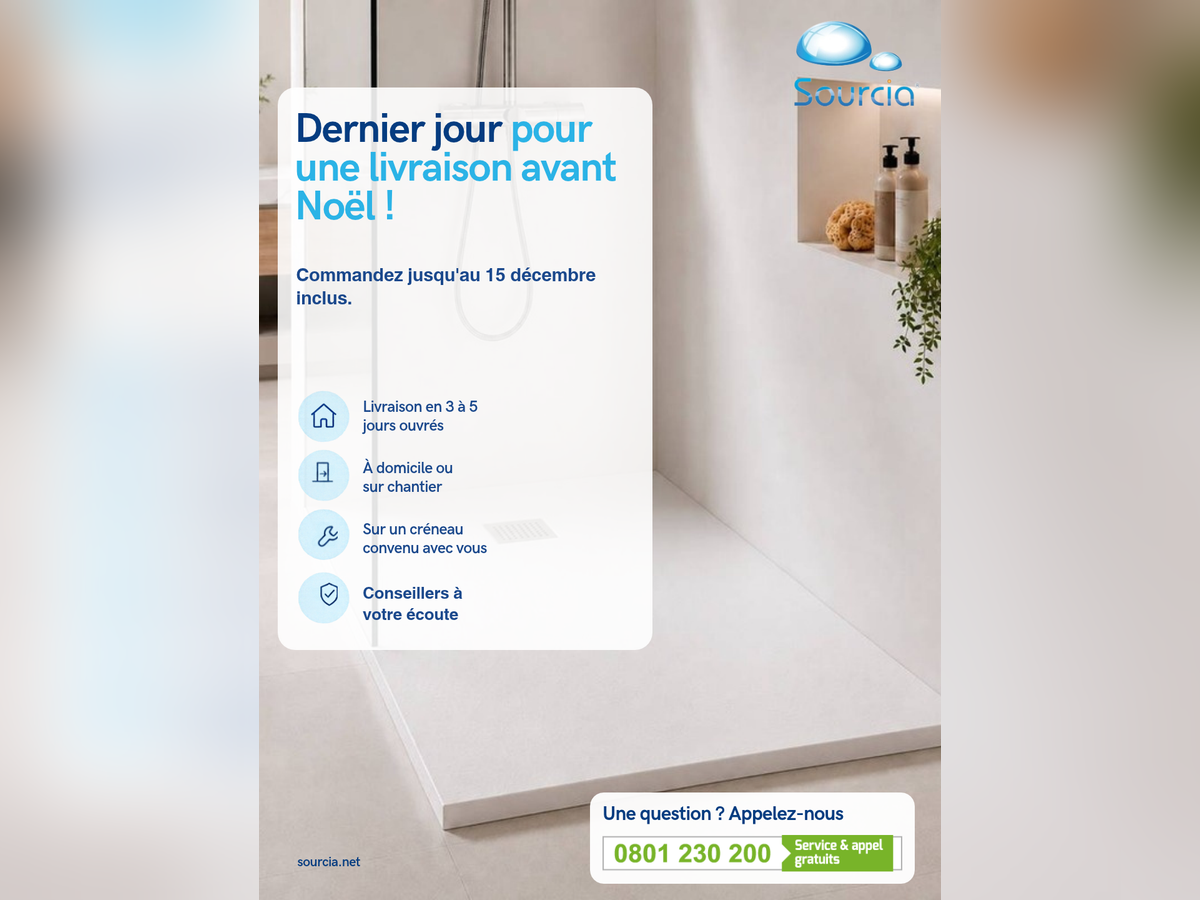 Sourcia
Dernier jour pour
une livraison avant
Noël !
Commandez jusqu'au 15 décembre
inclus.
Livraison en 3 à 5
jours ouvrés
À domicile ou
sur chantier
Sur un créneau
convenu avec vous
Conseillers à
votre écoute
Une question ? Appelez-nous
0801 230 200
Service & appel
gratuits
sourcia.net